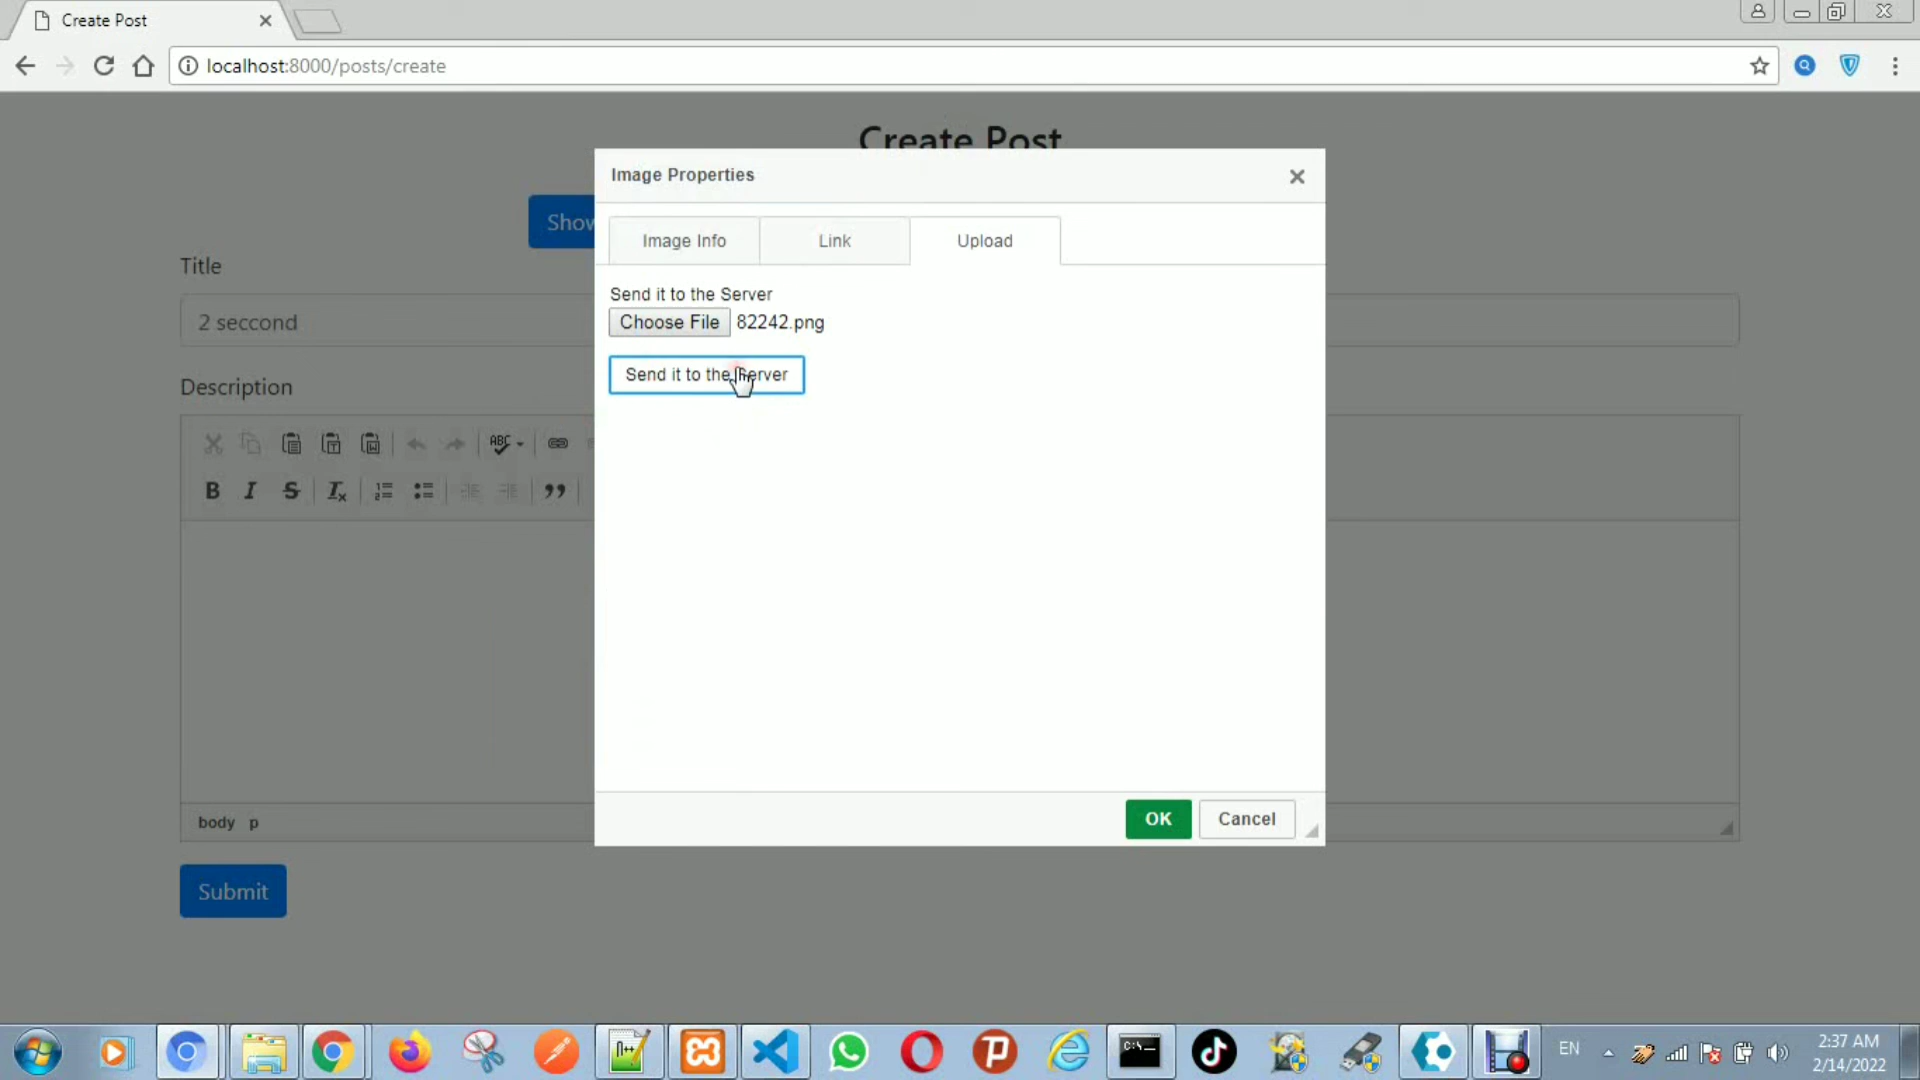 Create Post
localhost:8000/posts/create
Create Post
Image Properties
Show
Image Info
Link
Upload
Title
Send it to the Server
Choose File 82242.png
2 seccond
Send it to the Server
Description
ABC
B I S
body p
OK
Cancel
Submit
EN
2:37 AM
2/14/2022